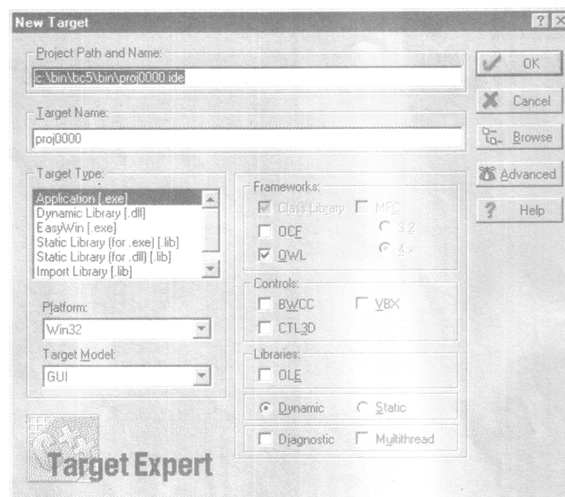 New Target
Project Path and Name:
c:\bin\bc5\bin\proj0000.ide
Target Name:
proj0000
Target Type:
Application [.exe]
Dynamic Library [.dll]
EasyWin [.exe]
Static Library (for .exe) [.lib]
Static Library (for .dll) [.lib]
Import Library [.lib]
Platform:
Win32
Target Model:
GUI
Frameworks:
Class Library MFC
OCF 3.2
OWL 4.x
Controls:
BWCC VBX
CTL3D
Libraries:
OLE
Dynamic Static
Diagnostic Multithread
OK
Cancel
Browse
Advanced
Help
Target Expert